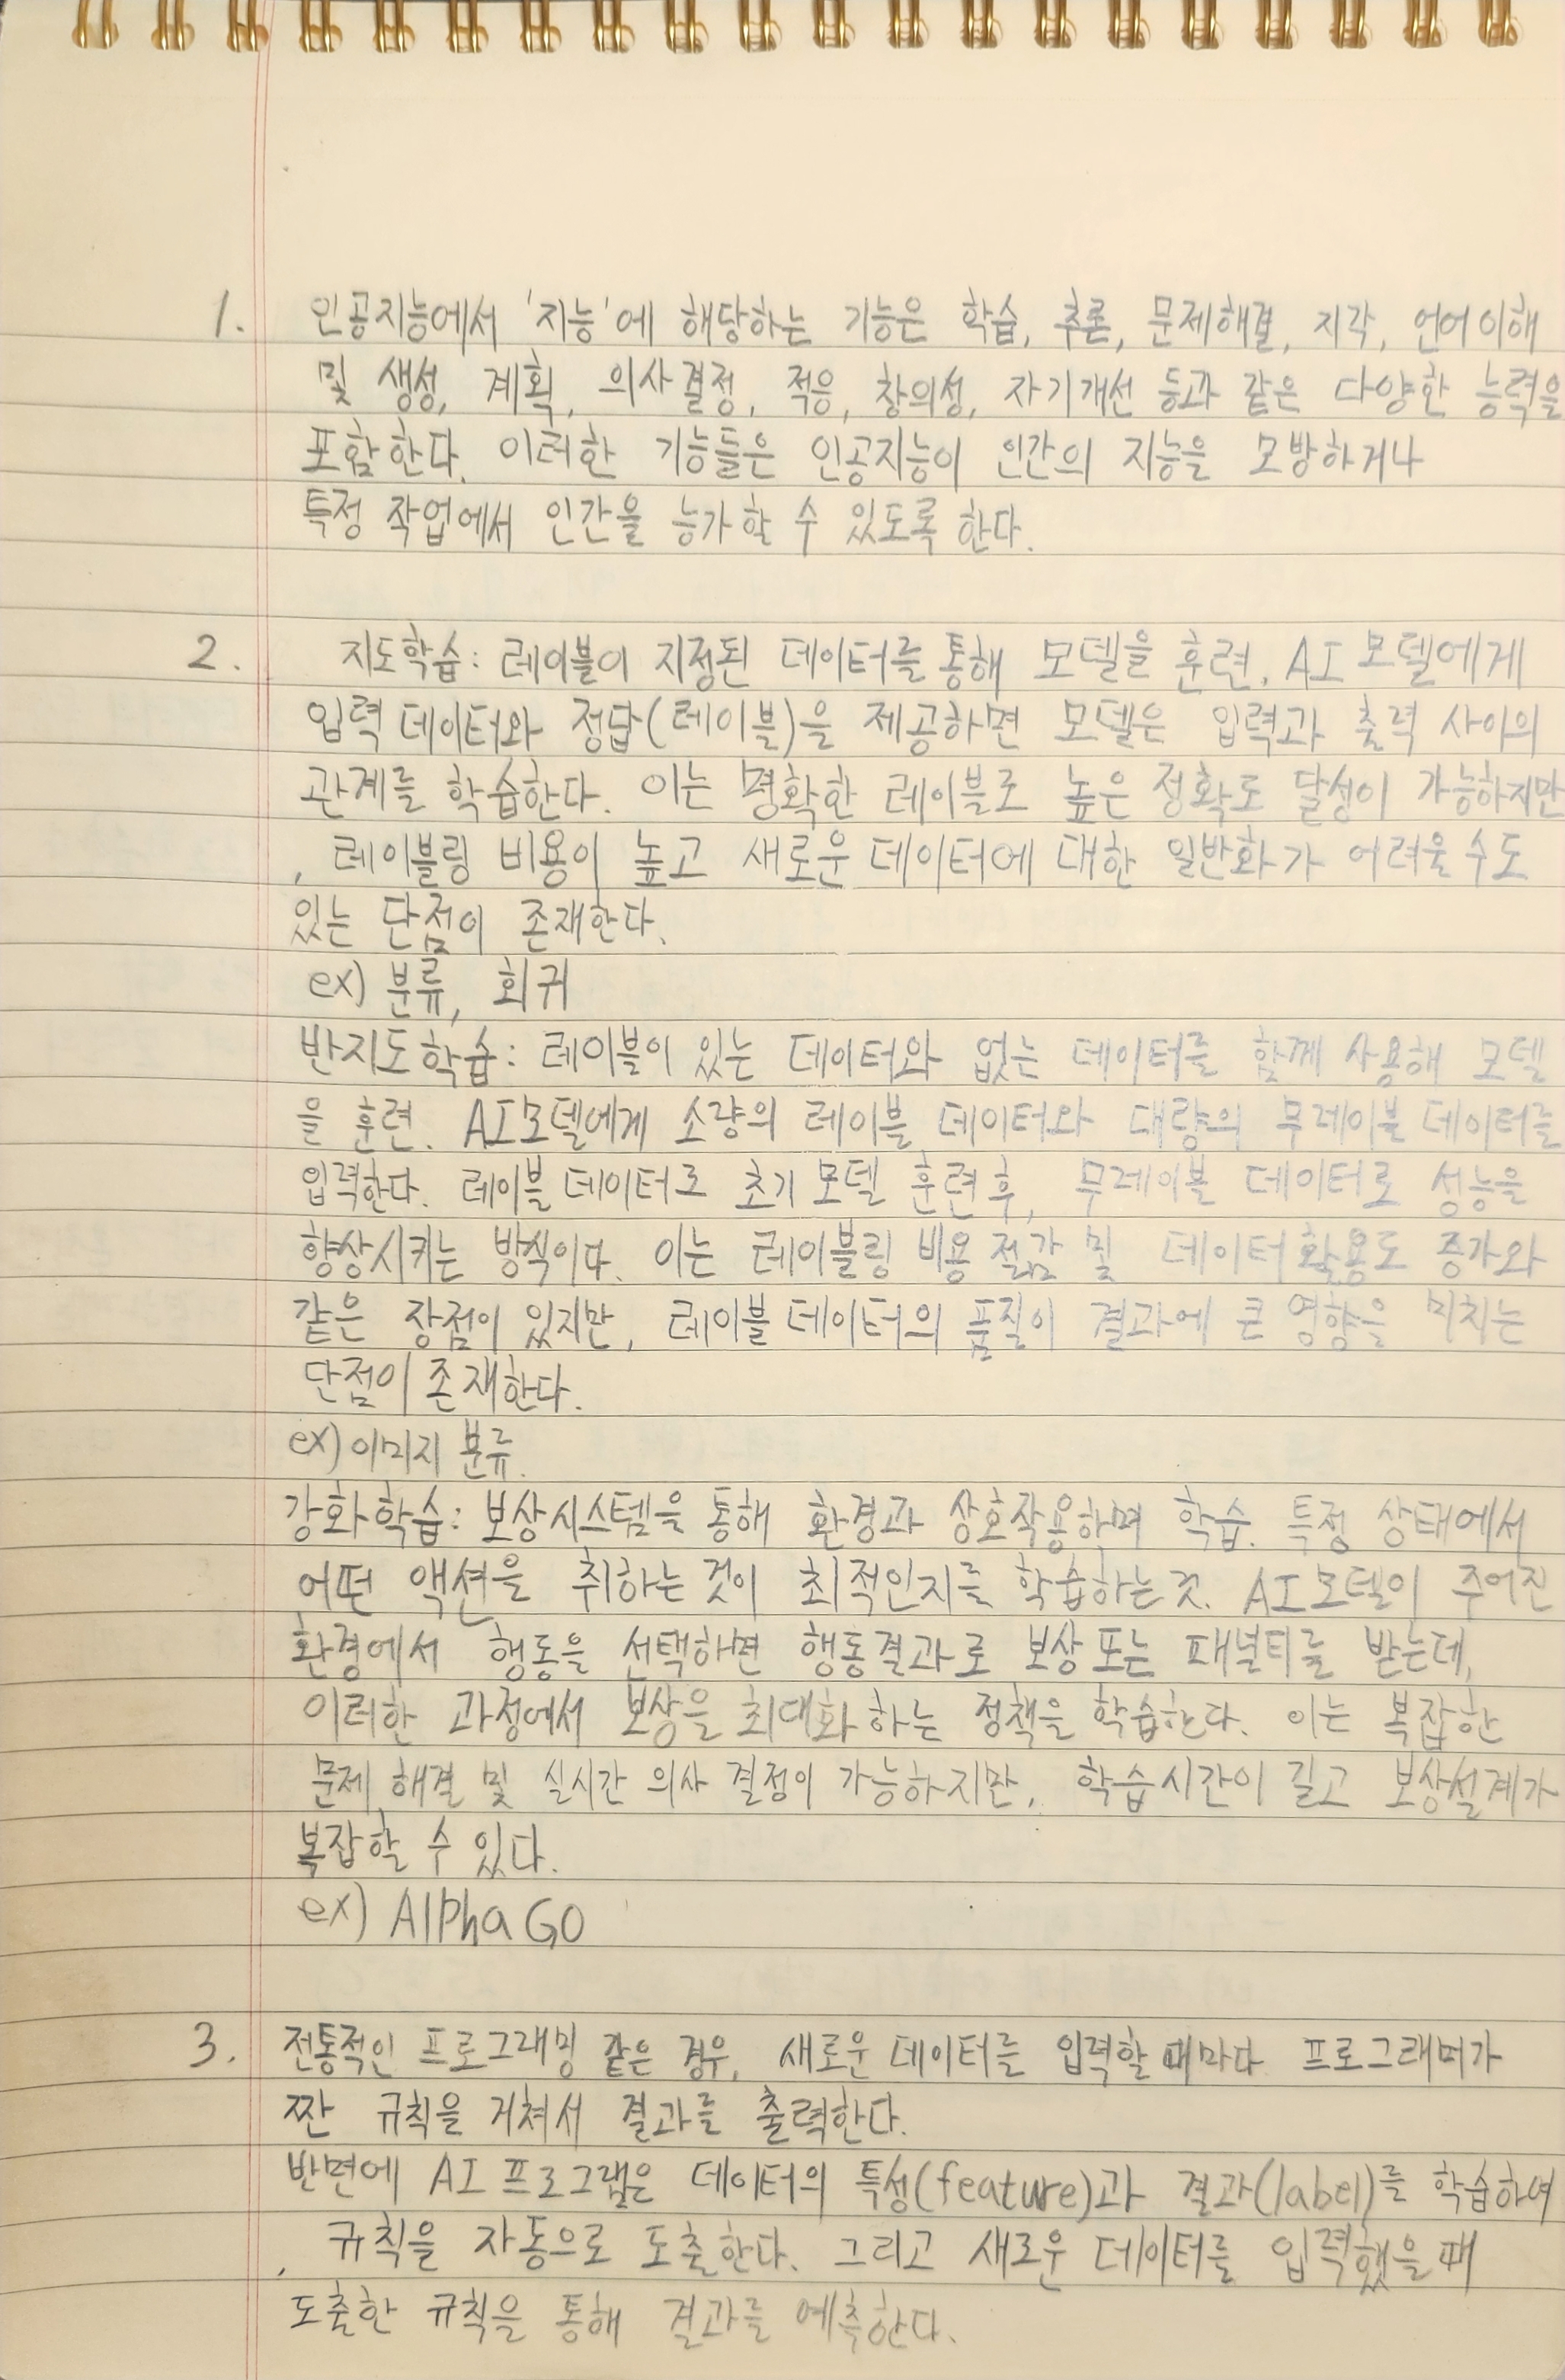 1. 인공지능에서 '지능'에 해당하는 기능은 학습, 추론, 문제해결, 지각, 언어 이해
및 생성, 계획, 의사결정, 적응, 창의성, 자기개선 등과 같은 다양한 능력을
포함한다. 이러한 기능들은 인공지능이 인간의 지능을 모방하거나
특정 작업에서 인간을 능가할 수 있도록 한다.
2. 지도학습: 레이블이 지정된 데이터를 통해 모델을 훈련. AI 모델에게
입력 데이터와 정답(레이블)을 제공하면 모델은 입력과 출력 사이의
관계를 학습한다. 이는 명확한 레이블로 높은 정확도 달성이 가능하지만
, 레이블링 비용이 높고 새로운 데이터에 대한 일반화가 어려울 수도
있는 단점이 존재한다.
ex) 분류, 회귀
반지도학습: 레이블이 있는 데이터와 없는 데이터를 함께 사용해 모델
을 훈련. AI모델에게 소량의 레이블 데이터와 대량의 무레이블 데이터를
입력한다. 레이블 데이터로 초기 모델 훈련 후, 무레이블 데이터로 성능을
향상시키는 방식이다. 이는 레이블링 비용 절감 및 데이터 활용도 증가와
같은 장점이 있지만, 레이블 데이터의 품질이 결과에 큰 영향을 미치는
단점이 존재한다.
ex) 이미지 분류.
강화학습: 보상시스템을 통해 환경과 상호작용하며 학습. 특정 상태에서
어떤 액션을 취하는 것이 최적인지를 학습하는 것. AI모델이 주어진
환경에서 행동을 선택하면 행동결과로 보상 또는 패널티를 받는데,
이러한 과정에서 보상을 최대화 하는 정책을 학습한다. 이는 복잡한
문제 해결 및 실시간 의사 결정이 가능하지만, 학습시간이 길고 보상설계가
복잡할 수 있다.
ex) AlphaGO
3. 전통적인 프로그래밍 같은 경우, 새로운 데이터를 입력할 때마다 프로그래머가
짠 규칙을 거쳐서 결과를 출력한다.
반면에 AI 프로그램은 데이터의 특성(feature)과 결과(label)를 학습하여
, 규칙을 자동으로 도출한다. 그리고 새로운 데이터를 입력했을 때
도출한 규칙을 통해 결과를 예측한다.